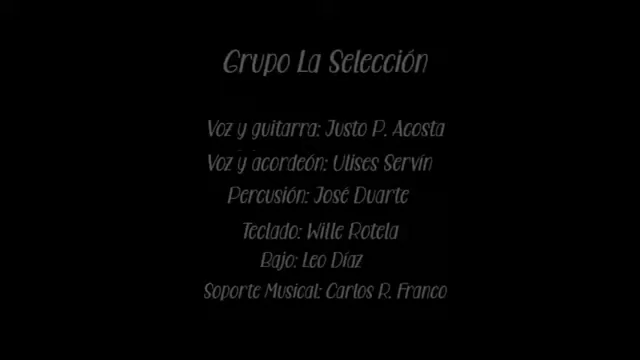 Grupo La Selección
Voz y guitarra: Justo P. Acosta
Voz y acordeón: Ulises Servín
Percusión: José Duarte
Teclado: Wille Rotela
Bajo: Leo Díaz
Soporte Musical: Carlos R. Franco